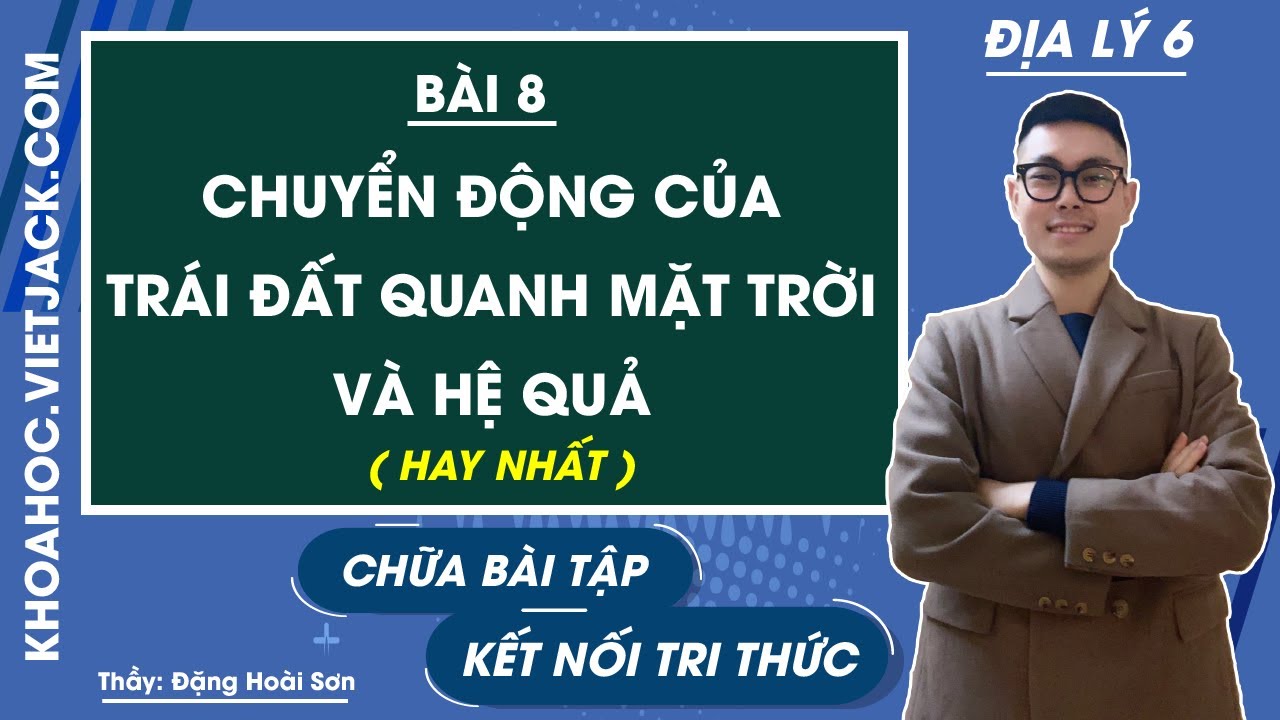 KHOAHOC.VIETJACK.COM
ĐỊA LÝ 6
BÀI 8
CHUYỂN ĐỘNG CỦA
TRÁI ĐẤT QUANH MẶT TRỜI
VÀ HỆ QUẢ
( HAY NHẤT )
CHỮA BÀI TẬP
KẾT NỐI TRI THỨC
Thầy: Đặng Hoài Sơn